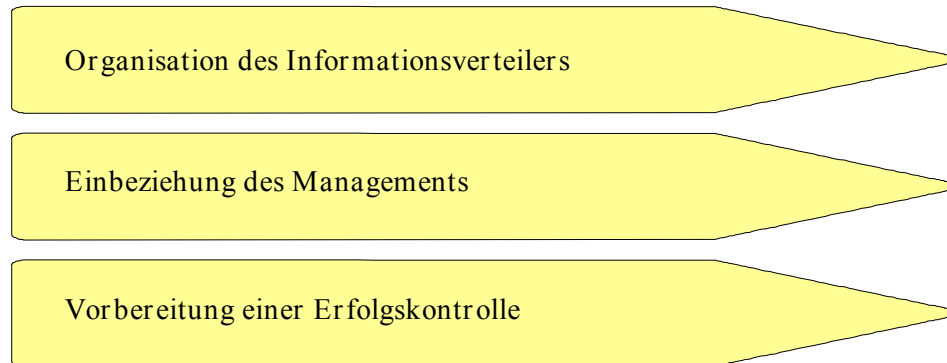 Organisation des Informationsverteilers
Einbeziehung des Managements
Vorbereitung einer Erfolgskontrolle